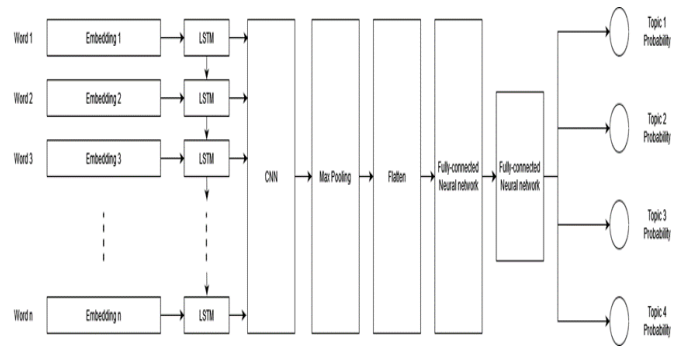 Word 1
Embedding 1
LSTM
Word 2
Embedding 2
LSTM
Word 3
Embedding 3
LSTM
Word n
Embedding n
LSTM
CNN
Max Pooling
Flatten
Fully-connected
Neural network
Fully-connected
Neural network
Topic 1
Probability
Topic 2
Probability
Topic 3
Probability
Topic 4
Probability